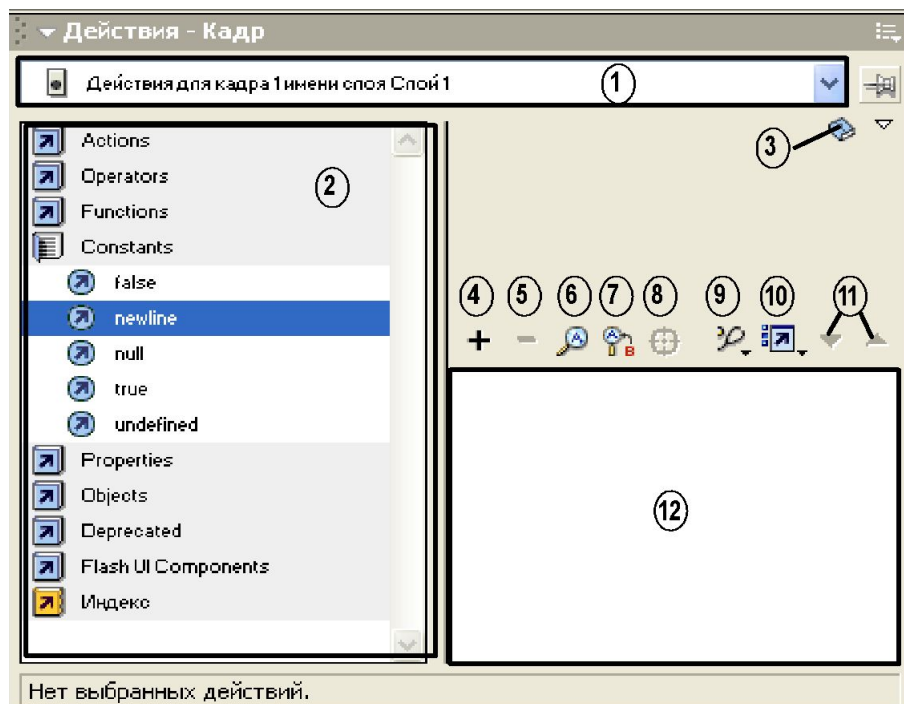 Действия - Кадр
Действия для кадра 1 имени слоя Слой 1
1
Actions
Operators
Functions
Constants
false
newline
null
true
undefined
Properties
Objects
Deprecated
Flash UI Components
Индекс
2
3
4 5 6 7 8 9 10 11
A A B
12
Нет выбранных действий.